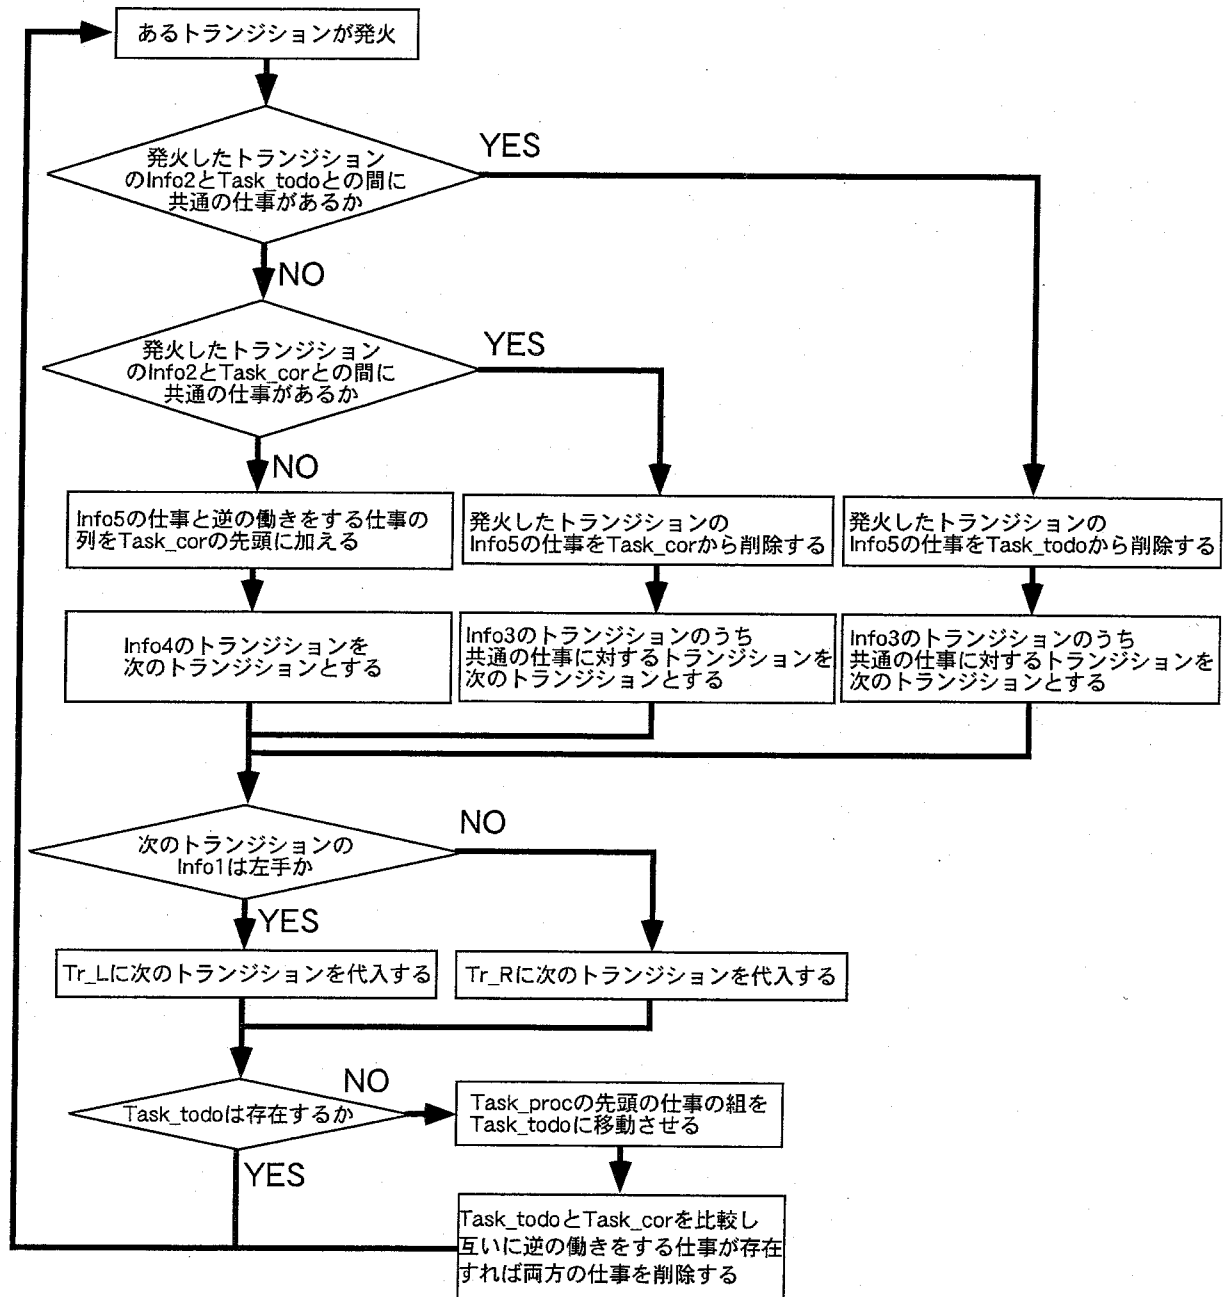 あるトランジションが発火
発火したトランジション
のInfo2とTask_todoとの間に
共通の仕事があるか
YES
NO
発火したトランジション
のInfo2とTask_corとの間に
共通の仕事があるか
YES
NO
Info5の仕事と逆の働きをする仕事の
列をTask_corの先頭に加える
発火したトランジションの
Info5の仕事をTask_corから削除する
発火したトランジションの
Info5の仕事をTask_todoから削除する
Info4のトランジションを
次のトランジションとする
Info3のトランジションのうち
共通の仕事に対するトランジションを
次のトランジションとする
Info3のトランジションのうち
共通の仕事に対するトランジションを
次のトランジションとする
次のトランジションの
Info1は左手か
NO
YES
Tr_Lに次のトランジションを代入する
Tr_Rに次のトランジションを代入する
Task_todoは存在するか
NO
YES
Task_procの先頭の仕事の組を
Task_todoに移動させる
Task_todoとTask_corを比較し
互いに逆の働きをする仕事が存在
すれば両方の仕事を削除する